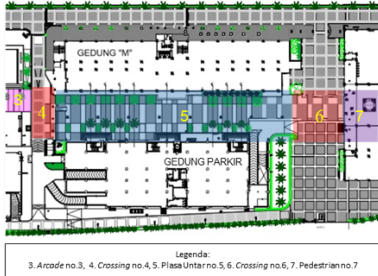 GEDUNG "M"
3
4
5
6
7
GEDUNG PARKIR
Legenda:
3. Arcade no.3, 4. Crossing no.4, 5. Plasa Untar no.5, 6. Crossing no.6, 7. Pedestrian no.7